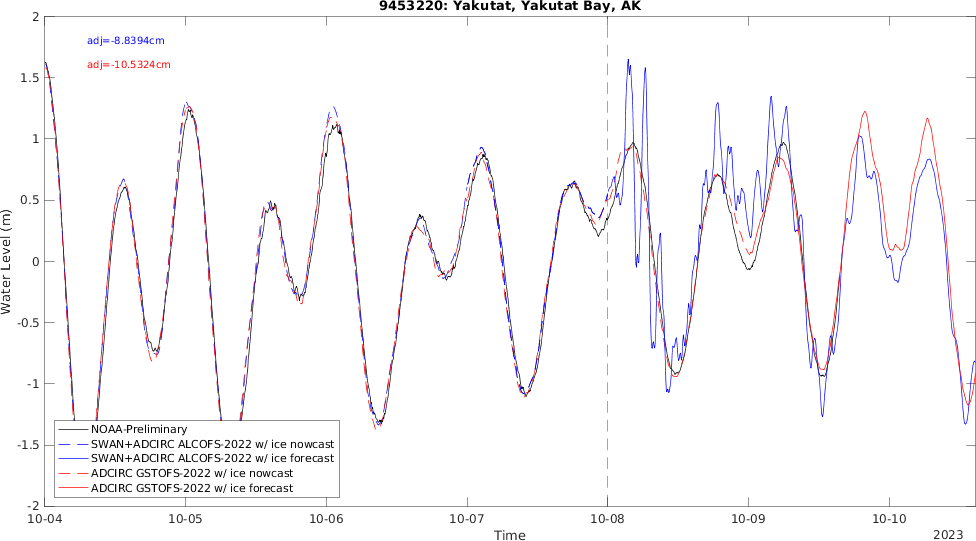 9453220: Yakutat, Yakutat Bay, AK
adj=-8.8394cm
adj=-10.5324cm
2
1.5
1
0.5
0
-0.5
-1
-1.5
-2
Water Level (m)
NOAA-Preliminary
SWAN+ADCIRC ALCOFS-2022 w/ ice nowcast
SWAN+ADCIRC ALCOFS-2022 w/ ice forecast
ADCIRC GSTOFS-2022 w/ ice nowcast
ADCIRC GSTOFS-2022 w/ ice forecast
10-04 10-05 10-06 10-07 10-08 10-09 10-10
Time
2023